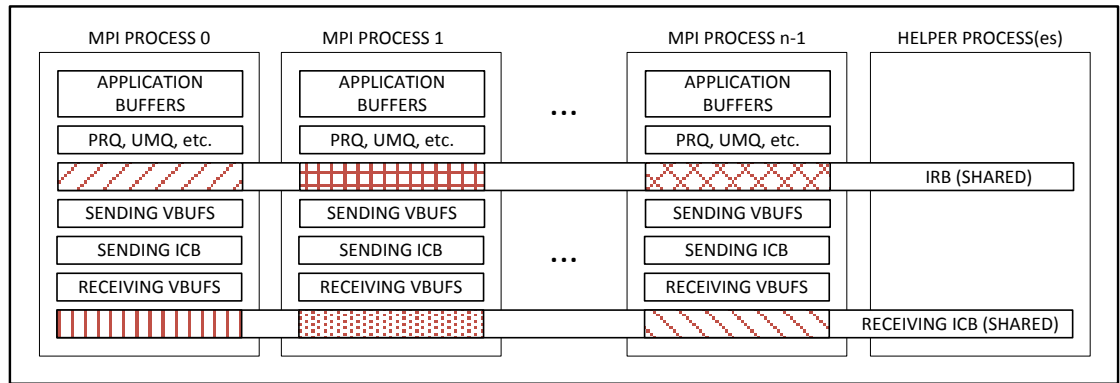 MPI PROCESS 0
MPI PROCESS 1
MPI PROCESS n-1
HELPER PROCESS(es)
APPLICATION
BUFFERS
APPLICATION
BUFFERS
...
APPLICATION
BUFFERS
PRQ, UMQ, etc.
PRQ, UMQ, etc.
PRQ, UMQ, etc.
IRB (SHARED)
SENDING VBUFS
SENDING VBUFS
SENDING VBUFS
SENDING ICB
SENDING ICB
...
SENDING ICB
RECEIVING VBUFS
RECEIVING VBUFS
RECEIVING VBUFS
RECEIVING ICB (SHARED)